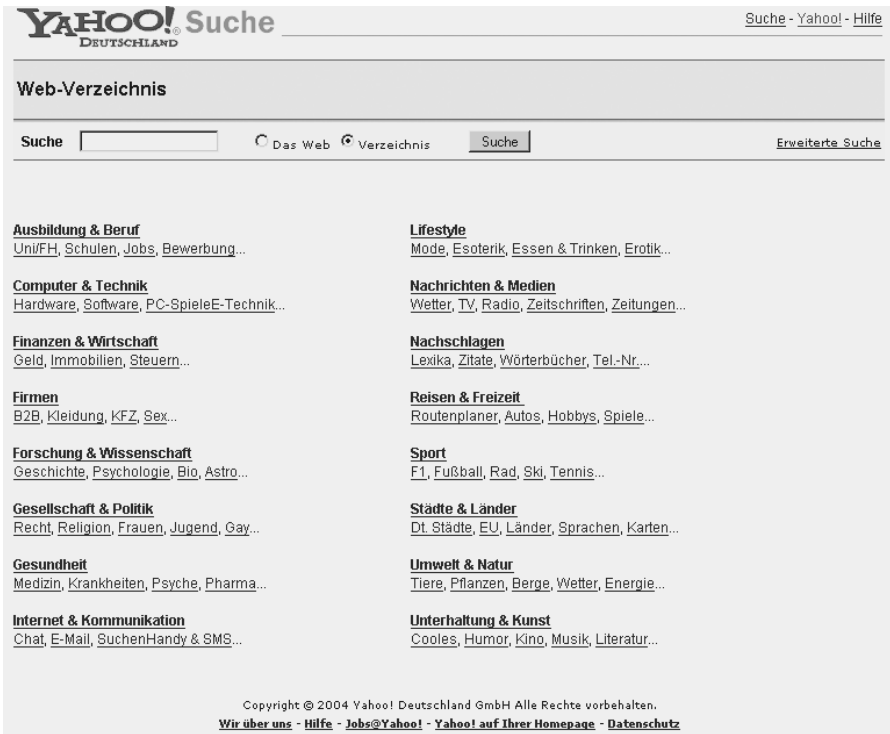 YAHOO! Suche
DEUTSCHLAND
Suche - Yahoo! - Hilfe
Web-Verzeichnis
Suche Das Web Verzeichnis Suche Erweiterte Suche
Ausbildung & Beruf
Uni/FH, Schulen, Jobs, Bewerbung...
Computer & Technik
Hardware, Software, PC-SpieleE-Technik...
Finanzen & Wirtschaft
Geld, Immobilien, Steuern...
Firmen
B2B, Kleidung, KFZ, Sex...
Forschung & Wissenschaft
Geschichte, Psychologie, Bio, Astro...
Gesellschaft & Politik
Recht, Religion, Frauen, Jugend, Gay...
Gesundheit
Medizin, Krankheiten, Psyche, Pharma...
Internet & Kommunikation
Chat, E-Mail, SuchenHandy & SMS...
Lifestyle
Mode, Esoterik, Essen & Trinken, Erotik...
Nachrichten & Medien
Wetter, TV, Radio, Zeitschriften, Zeitungen...
Nachschlagen
Lexika, Zitate, Wörterbücher, Tel.-Nr....
Reisen & Freizeit
Routenplaner, Autos, Hobbys, Spiele...
Sport
F1, Fußball, Rad, Ski, Tennis...
Städte & Länder
Dt. Städte, EU, Länder, Sprachen, Karten...
Umwelt & Natur
Tiere, Pflanzen, Berge, Wetter, Energie...
Unterhaltung & Kunst
Cooles, Humor, Kino, Musik, Literatur...
Copyright © 2004 Yahoo! Deutschland GmbH Alle Rechte vorbehalten.
Wir über uns - Hilfe - Jobs@Yahoo! - Yahoo! auf Ihrer Homepage - Datenschutz